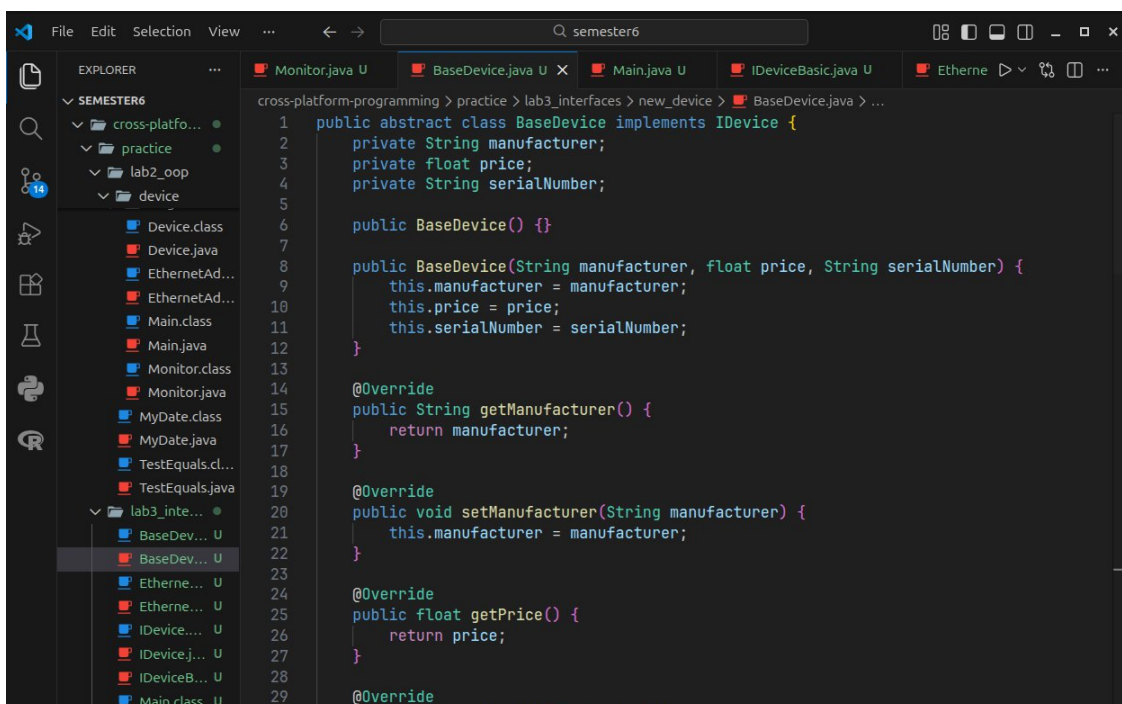 File Edit Selection View ··· semester6
EXPLORER ···
SEMESTER6
cross-platfo...
practice
lab2_oop
device
Device.class
Device.java
EthernetAd...
EthernetAd...
Main.class
Main.java
Monitor.class
Monitor.java
MyDate.class
MyDate.java
TestEquals.cl...
TestEquals.java
lab3_inte...
BaseDev... U
BaseDev... U
Etherne... U
Etherne... U
IDevice.... U
IDevice.j... U
IDeviceB... U
Main class U
14
Monitor.java U BaseDevice.java U Main.java U IDeviceBasic.java U Etherne ···
cross-platform-programming > practice > lab3_interfaces > new_device > BaseDevice.java > ...
1 public abstract class BaseDevice implements IDevice {
2 private String manufacturer;
3 private float price;
4 private String serialNumber;
5
6 public BaseDevice() {}
7
8 public BaseDevice(String manufacturer, float price, String serialNumber) {
9 this.manufacturer = manufacturer;
10 this.price = price;
11 this.serialNumber = serialNumber;
12 }
13
14 @Override
15 public String getManufacturer() {
16 return manufacturer;
17 }
18
19 @Override
20 public void setManufacturer(String manufacturer) {
21 this.manufacturer = manufacturer;
22 }
23
24 @Override
25 public float getPrice() {
26 return price;
27 }
28
29 @Override